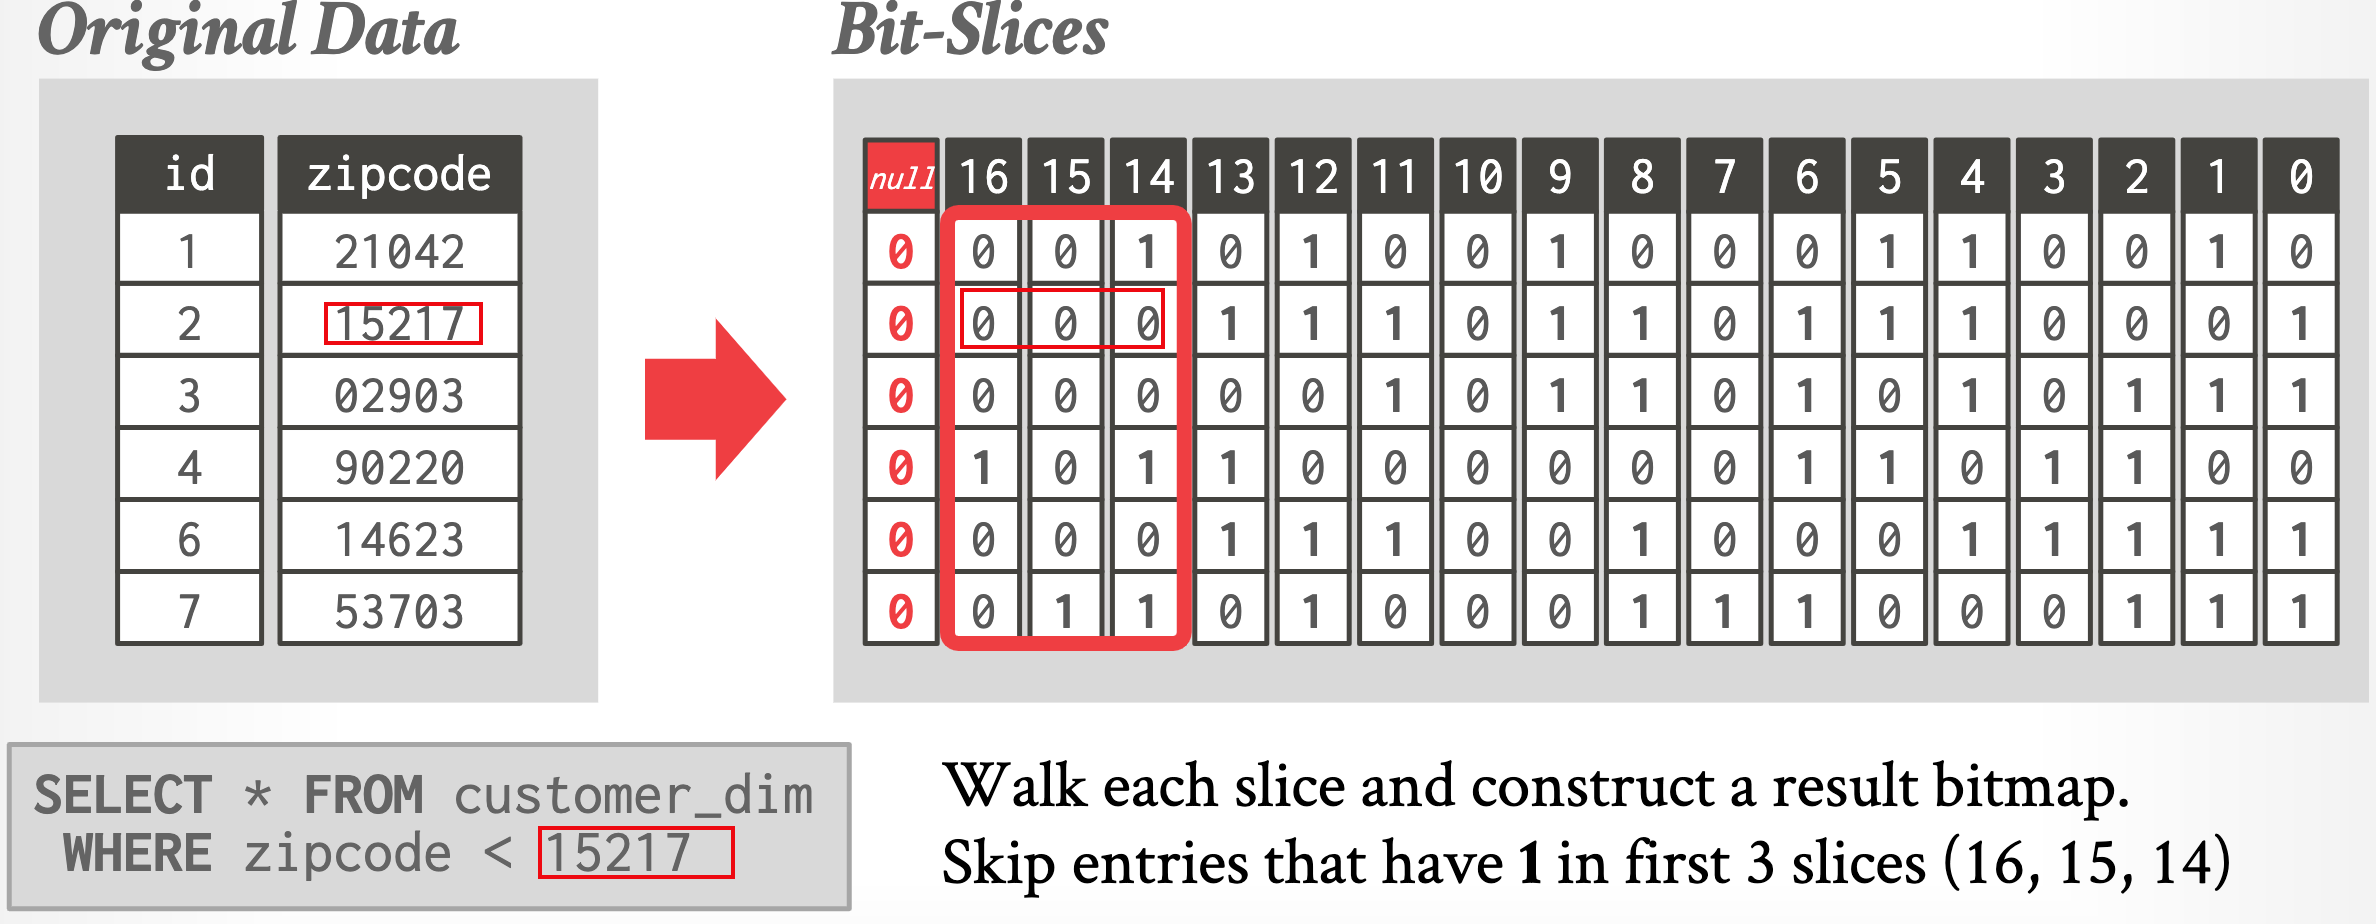 Original Data
Bit-Slices
id zipcode
1 21042
2 15217
3 02903
4 90220
6 14623
7 53703
null 16 15 14 13 12 11 10 9 8 7 6 5 4 3 2 1 0
0 0 0 1 0 1 0 0 1 0 0 0 1 1 0 0 1 0
0 0 0 0 1 1 1 0 1 1 0 1 1 1 0 0 0 1
0 0 0 0 0 0 1 0 1 1 0 1 0 1 0 1 1 1
0 1 0 1 1 0 0 0 0 0 0 1 1 0 1 1 0 0
0 0 0 0 1 1 1 0 0 1 0 0 0 1 1 1 1 1
0 0 1 1 0 1 0 0 0 1 1 1 0 0 0 1 1 1
SELECT * FROM customer_dim
WHERE zipcode < 15217
Walk each slice and construct a result bitmap.
Skip entries that have 1 in first 3 slices (16, 15, 14)